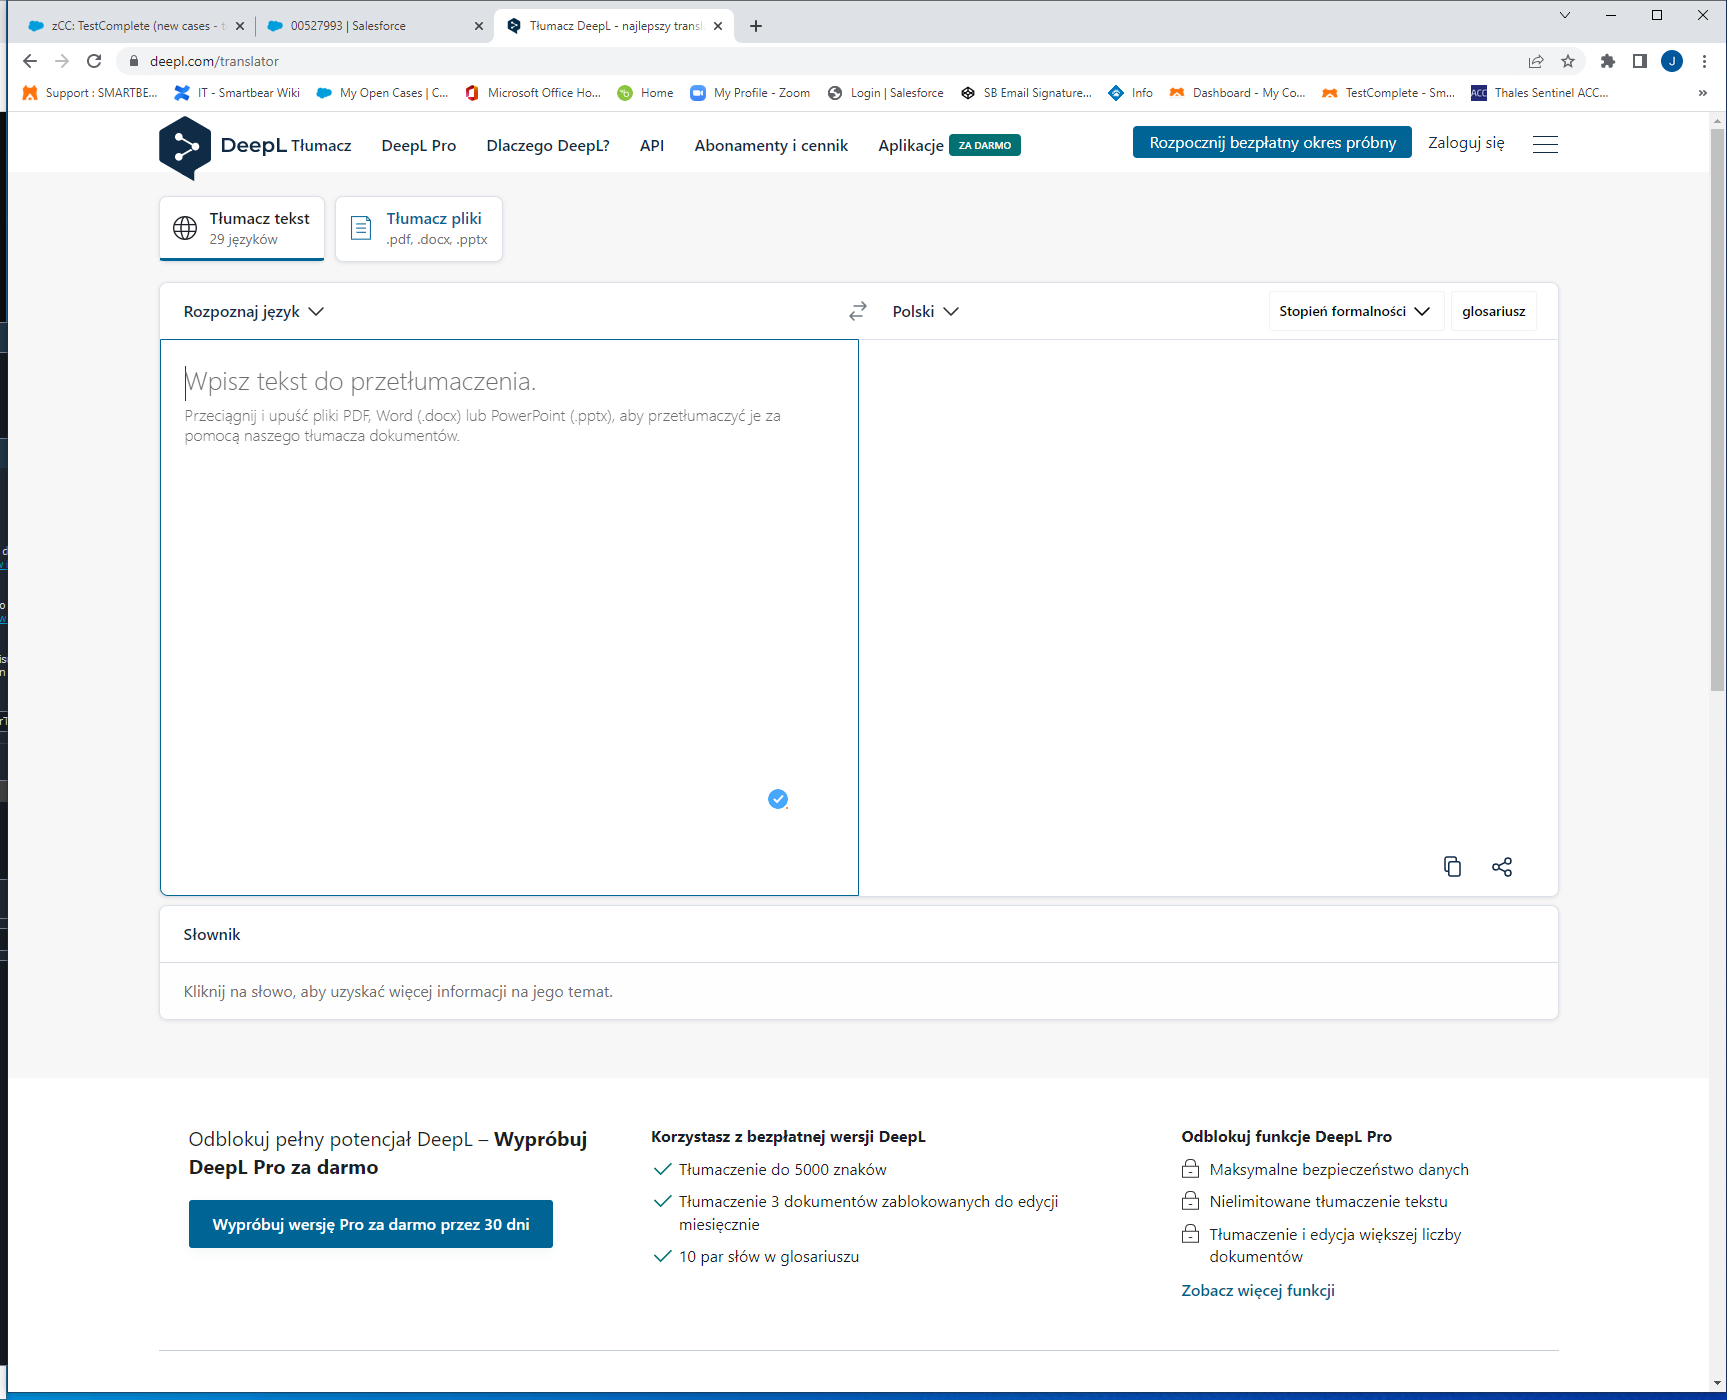 zCC: TestComplete (new cases - t
00527993 | Salesforce
Tłumacz DeepL - najlepszy transl
deepl.com/translator
J
Support : SMARTBE...
IT - Smartbear Wiki
My Open Cases | C...
Microsoft Office Ho...
Home
My Profile - Zoom
Login | Salesforce
SB Email Signature...
Info
Dashboard - My Co...
TestComplete - Sm...
ACC
Thales Sentinel ACC...
»
DeepL Tłumacz
DeepL Pro
Dlaczego DeepL?
API
Abonamenty i cennik
Aplikacje ZA DARMO
Rozpocznij bezpłatny okres próbny
Zaloguj się
Tłumacz tekst
29 języków
Tłumacz pliki
.pdf, .docx, .pptx
Rozpoznaj język
Polski
Stopień formalności
glosariusz
Wpisz tekst do przetłumaczenia.
Przeciągnij i upuść pliki PDF, Word (.docx) lub PowerPoint (.pptx), aby przetłumaczyć je za
pomocą naszego tłumacza dokumentów.
Słownik
Kliknij na słowo, aby uzyskać więcej informacji na jego temat.
Odblokuj pełny potencjał DeepL – Wypróbuj
DeepL Pro za darmo
Wypróbuj wersję Pro za darmo przez 30 dni
Korzystasz z bezpłatnej wersji DeepL
Tłumaczenie do 5000 znaków
Tłumaczenie 3 dokumentów zablokowanych do edycji
miesięcznie
10 par słów w glosariuszu
Odblokuj funkcje DeepL Pro
Maksymalne bezpieczeństwo danych
Nielimitowane tłumaczenie tekstu
Tłumaczenie i edycja większej liczby
dokumentów
Zobacz więcej funkcji